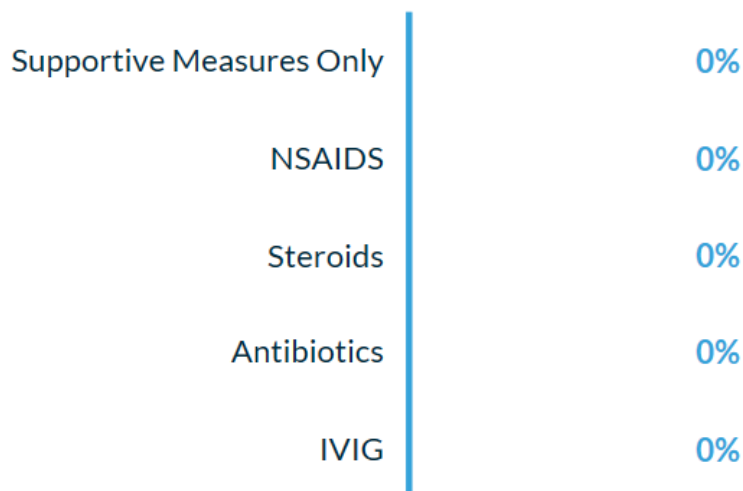 Supportive Measures Only 0%
NSAIDS 0%
Steroids 0%
Antibiotics 0%
IVIG 0%